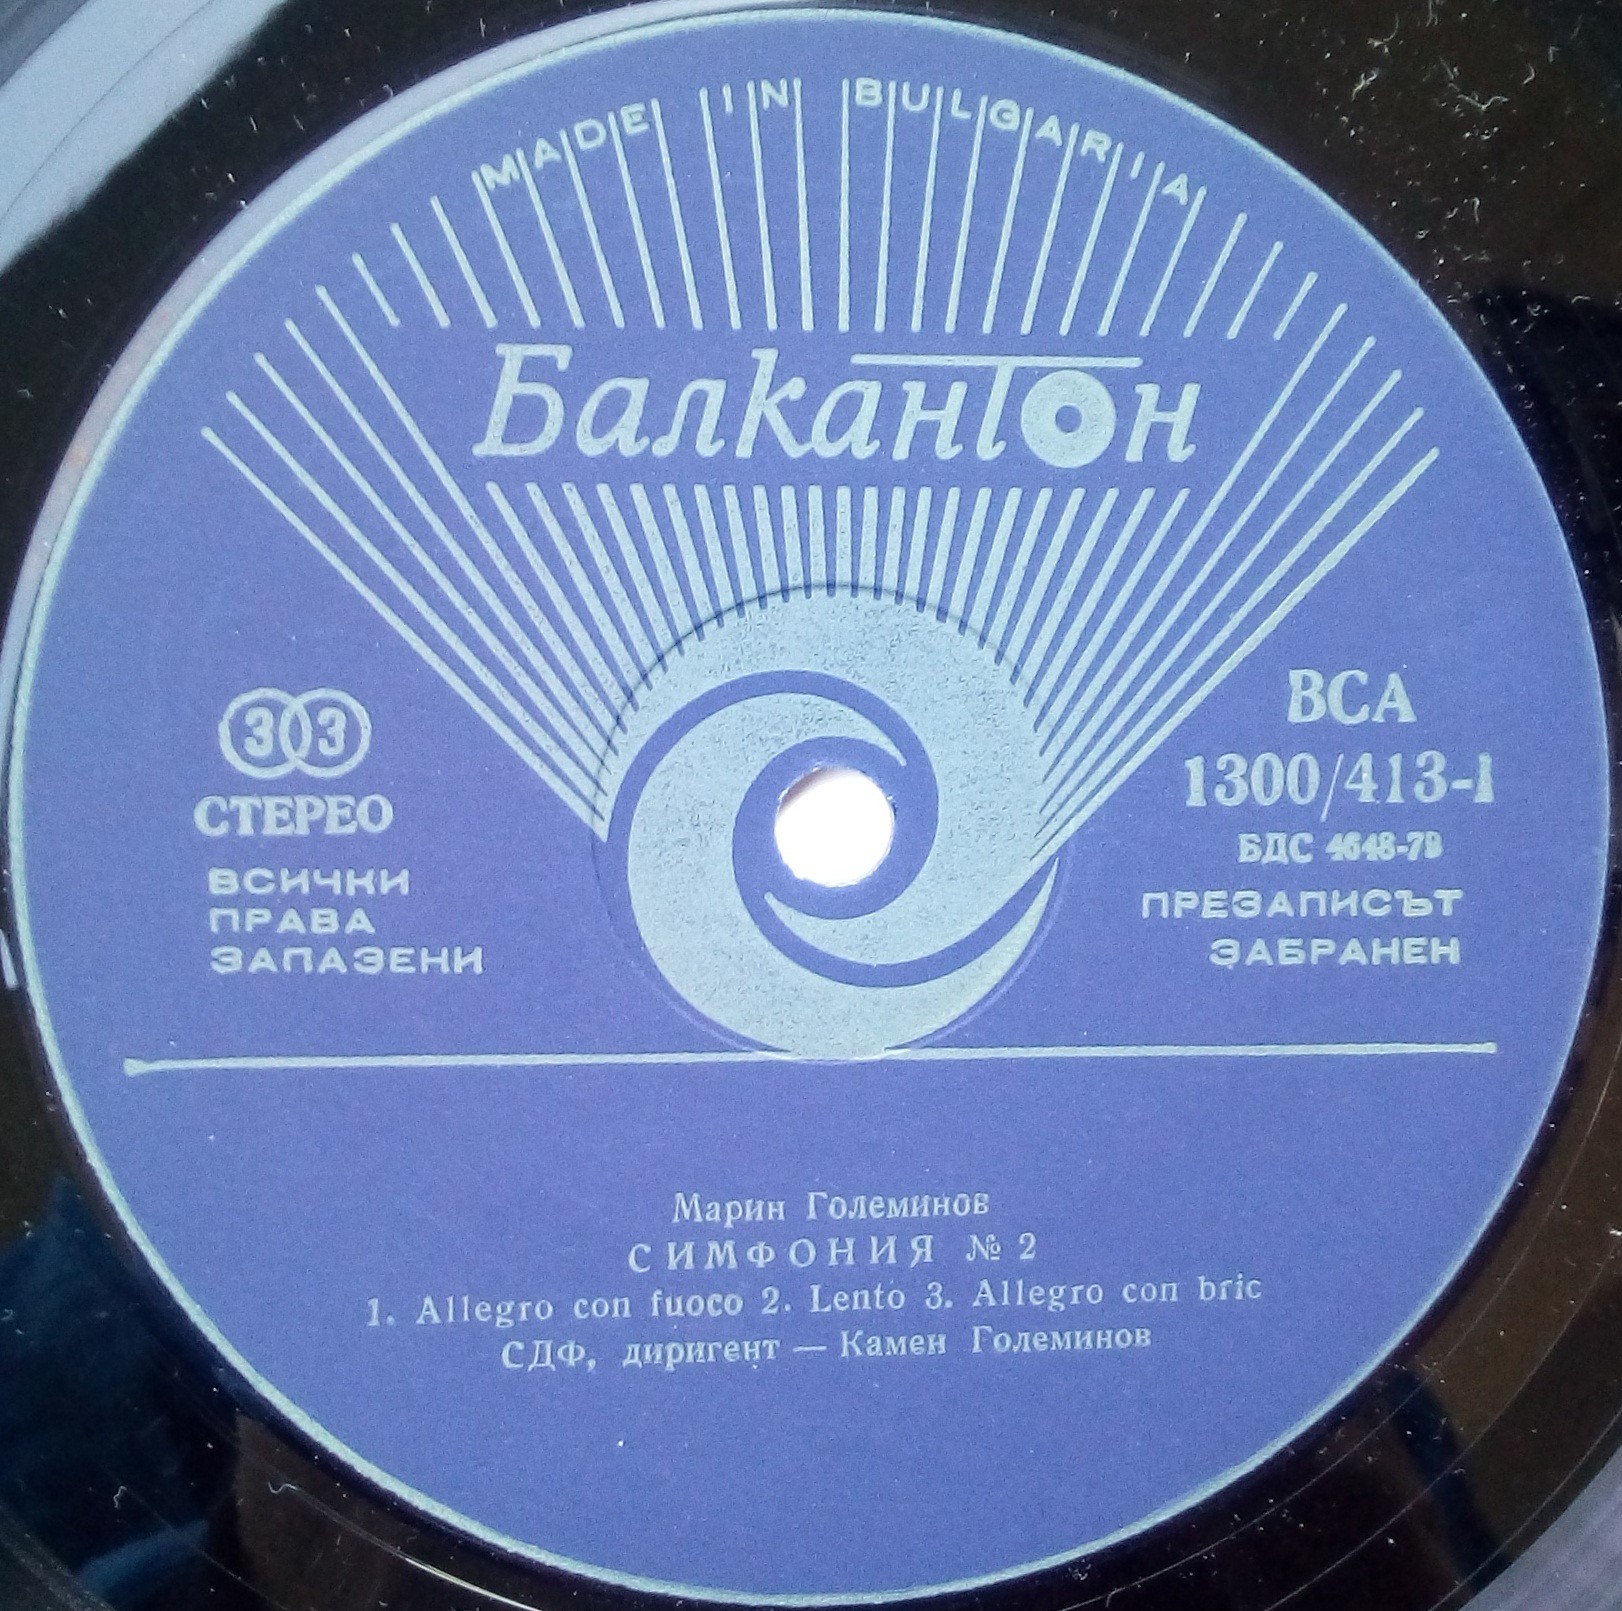 MADE IN BULGARIA
Балкантон
33
СТЕРЕО
ВСИЧКИ
ПРАВА
ЗАПАЗЕНИ
ВСА
1300/413-1
БДС 4648-79
ПРЕЗАПИСЪТ
ЗАБРАНЕН
Марин Големинов
СИМФОНИЯ № 2
1. Allegro con fuoco 2. Lento 3. Allegro con bric
СДФ, диригент — Камен Големинов